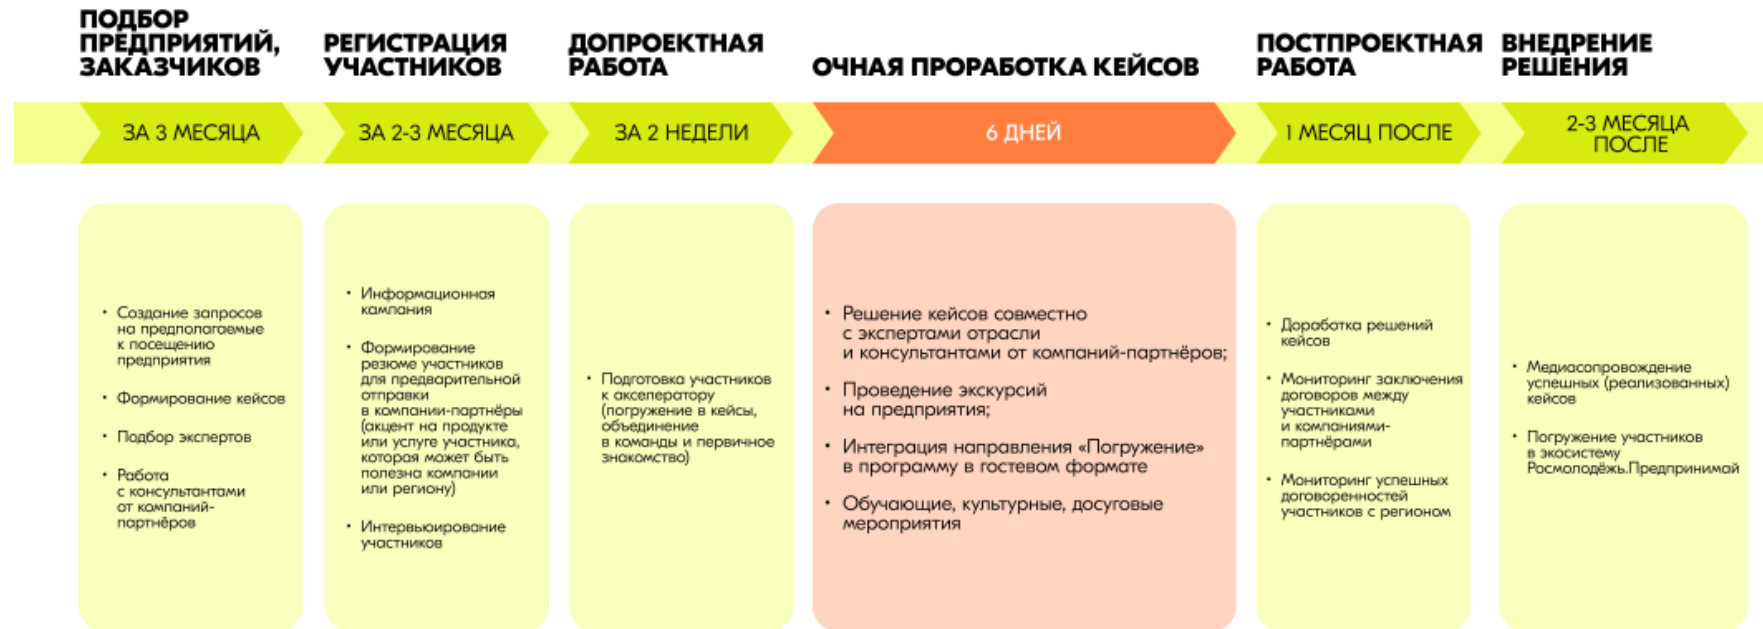 ПОДБОР
ПРЕДПРИЯТИЙ,
ЗАКАЗЧИКОВ
РЕГИСТРАЦИЯ
УЧАСТНИКОВ
ДОПРОЕКТНАЯ
РАБОТА
ОЧНАЯ ПРОРАБОТКА КЕЙСОВ
ПОСТПРОЕКТНАЯ
РАБОТА
ВНЕДРЕНИЕ
РЕШЕНИЯ
ЗА 3 МЕСЯЦА
ЗА 2-3 МЕСЯЦА
ЗА 2 НЕДЕЛИ
6 ДНЕЙ
1 МЕСЯЦ ПОСЛЕ
2-3 МЕСЯЦА
ПОСЛЕ
• Создание запросов
на предполагаемые
к посещению
предприятия
• Формирование кейсов
• Подбор экспертов
• Работа
с консультантами
от компаний-
партнёров
• Информационная
кампания
• Формирование
резюме участников
для предварительной
отправки
в компании-партнёры
(акцент на продукте
или услуге участника,
которая может быть
полезна компании
или региону)
• Интервьюирование
участников
• Подготовка участников
к акселератору
(погружение в кейсы,
объединение
в команды и первичное
знакомство)
• Решение кейсов совместно
с экспертами отрасли
и консультантами от компаний-партнёров;
• Проведение экскурсий
на предприятия;
• Интеграция направления «Погружение»
в программу в гостевом формате
• Обучающие, культурные, досуговые
мероприятия
• Доработка решений
кейсов
• Мониторинг заключения
договоров между
участниками
и компаниями-
партнёрами
• Мониторинг успешных
договоренностей
участников с регионом
• Медиасопровождение
успешных (реализованных)
кейсов
• Погружение участников
в экосистему
Росмолодёжь.Предпринимай